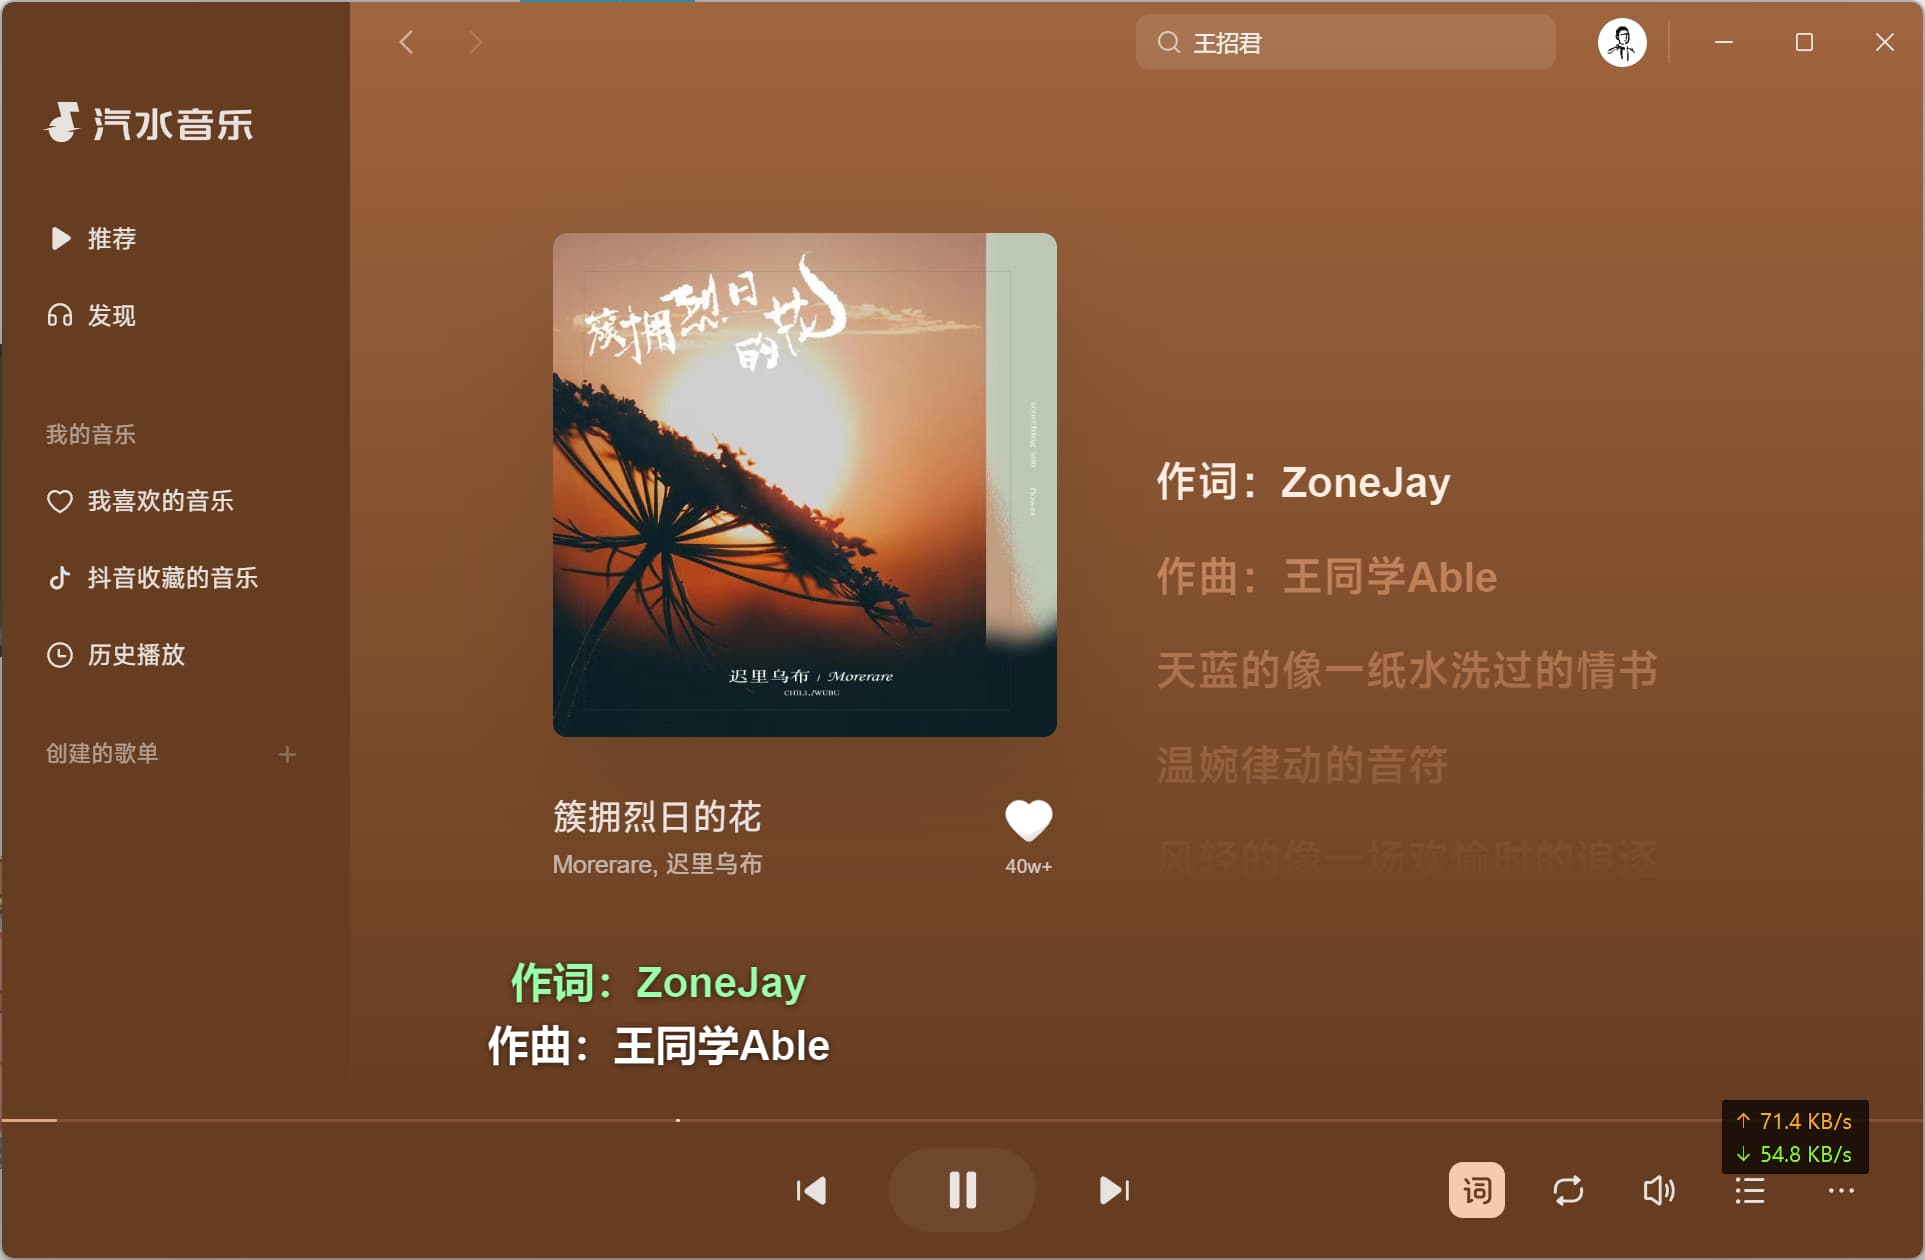 王招君
汽水音乐
推荐
发现
我的音乐
我喜欢的音乐
抖音收藏的音乐
历史播放
创建的歌单
簇拥烈日的花
迟里乌布 / Morerare
CHILIWUBU
簇拥烈日的花
Morerare, 迟里乌布
40w+
作词：ZoneJay
作曲：王同学Able
天蓝的像一纸水洗过的情书
温婉律动的音符
风轻的像一场欢愉时的追逐
作词：ZoneJay
作曲：王同学Able
↑ 71.4 KB/s
↓ 54.8 KB/s
词